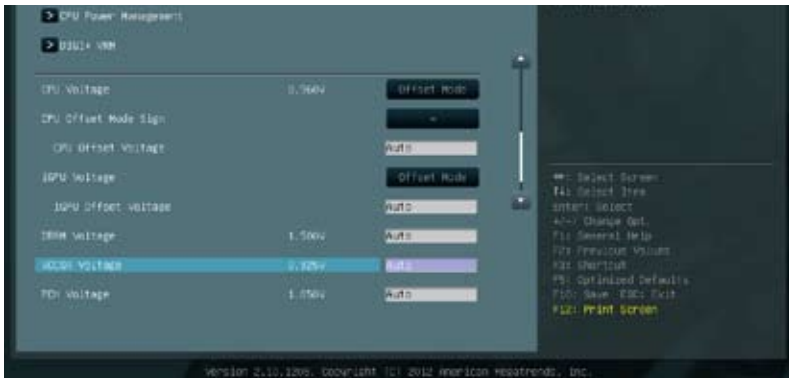 > CPU Power Management
> DIGI+ VRM
CPU Voltage 0.960V Offset Mode
CPU Offset Mode Sign
CPU Offset Voltage Auto
iGPU Voltage Offset Mode
iGPU Offset Voltage Auto
DRAM Voltage 1.500V Auto
VCCSA Voltage 0.925V Auto
PCH Voltage 1.050V Auto
→←: Select Screen
↑↓: Select Item
Enter: Select
+/-: Change Opt.
F1: General Help
F2: Previous Values
F3: Shortcut
F5: Optimized Defaults
F10: Save ESC: Exit
F12: Print Screen
Version 2.10.1208. Copyright (C) 2012 American Megatrends, Inc.